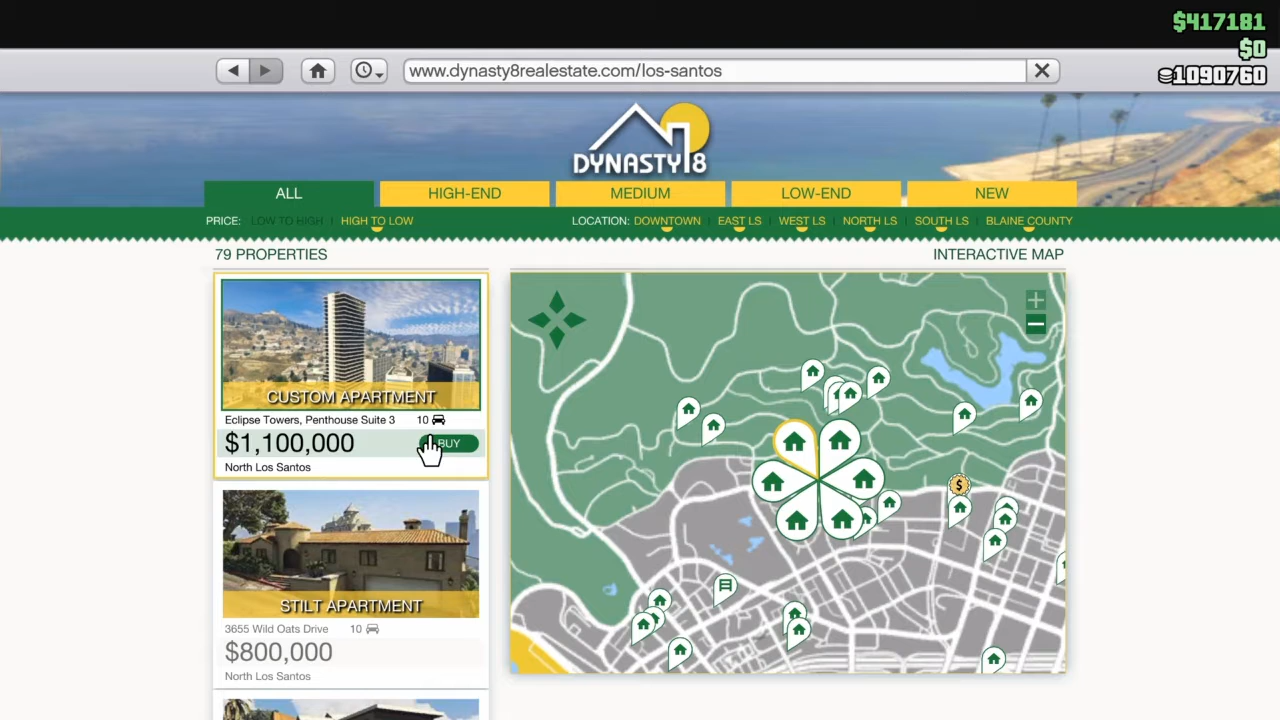 $417181
$0
1090760
www.dynasty8realestate.com/los-santos
DYNASTY 8
ALL
HIGH-END
MEDIUM
LOW-END
NEW
PRICE: LOW TO HIGH | HIGH TO LOW
LOCATION: DOWNTOWN | EAST LS | WEST LS | NORTH LS | SOUTH LS | BLAINE COUNTY
79 PROPERTIES
INTERACTIVE MAP
CUSTOM APARTMENT
Eclipse Towers, Penthouse Suite 3 10
$1,100,000
BUY
North Los Santos
STILT APARTMENT
3655 Wild Oats Drive 10
$800,000
North Los Santos
$